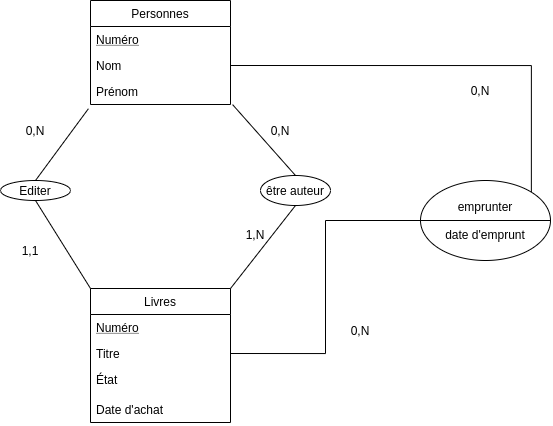 Personnes
Numéro
Nom
Prénom
0,N
0,N
0,N
Editer
être auteur
emprunter
date d'emprunt
1,1
1,N
Livres
Numéro
Titre
État
Date d'achat
0,N